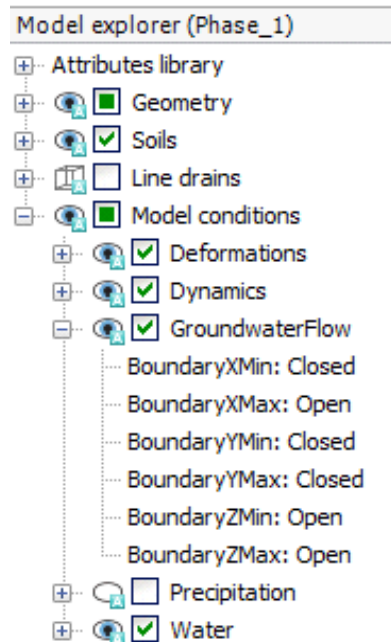 Model explorer (Phase_1)
Attributes library
Geometry
Soils
Line drains
Model conditions
Deformations
Dynamics
GroundwaterFlow
BoundaryXMin: Closed
BoundaryXMax: Open
BoundaryYMin: Closed
BoundaryYMax: Closed
BoundaryZMin: Open
BoundaryZMax: Open
Precipitation
Water